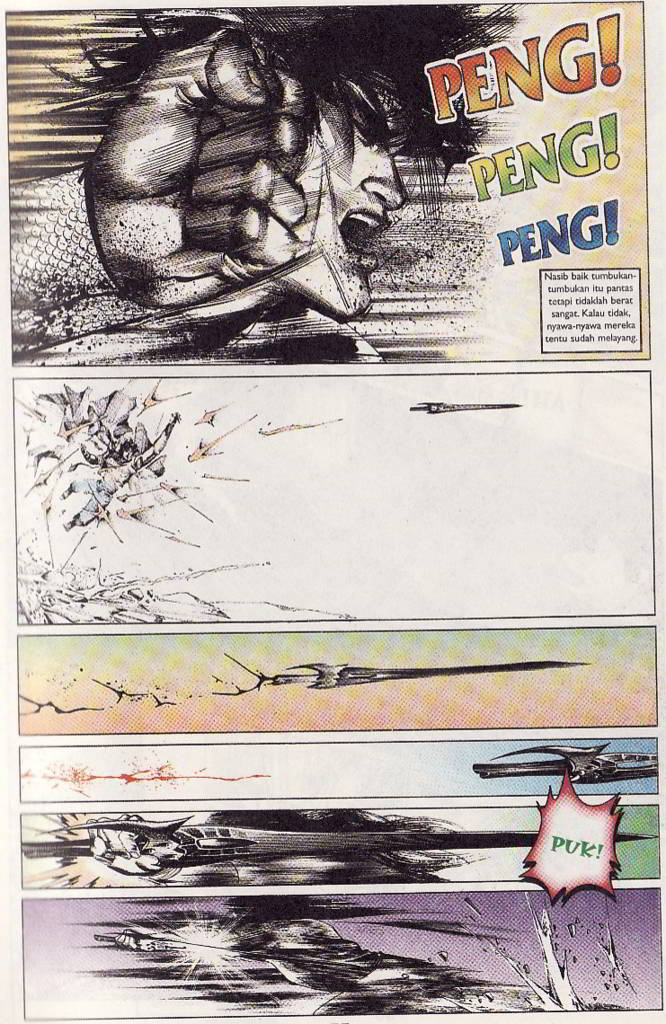 PENG!
PENG!
PENG!
Nasib baik tumbukan-
tumbukan itu pantas
tetapi tidaklah berat
sangat. Kalau tidak,
nyawa-nyawa mereka
tentu sudah melayang.
PUK!